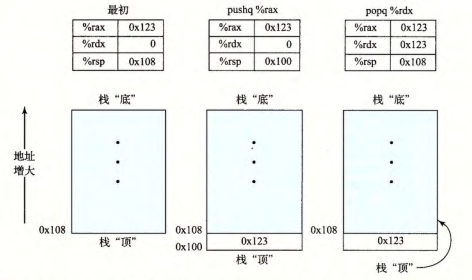 最初
%rax 0x123
%rdx 0
%rsp 0x108
pushq %rax
%rax 0x123
%rdx 0
%rsp 0x100
popq %rdx
%rax 0x123
%rdx 0x123
%rsp 0x108
地址
增大
栈“底”
0x108
栈“顶”
栈“底”
0x108
0x100
0x123
栈“顶”
栈“底”
0x108
0x123
栈“顶”